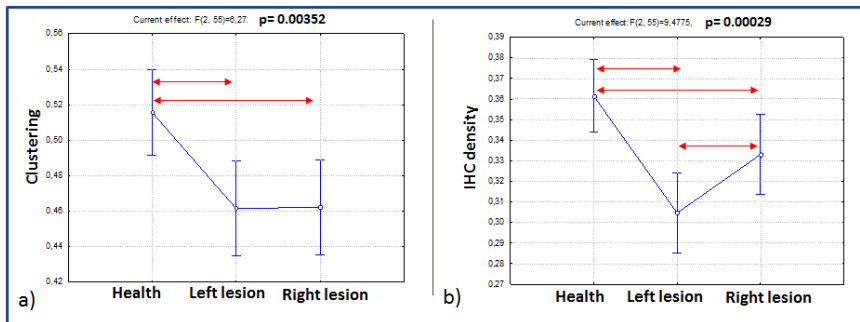 Current effect: F(2, 55)=6,27; p= 0.00352
0,56
0,54
0,52
0,50
0,48
0,46
0,44
0,42
Clustering
Health Left lesion Right lesion
a)
Current effect: F(2, 55)=9,4775, p= 0.00029
0,39
0,38
0,37
0,36
0,35
0,34
0,33
0,32
0,31
0,30
0,29
0,28
0,27
IHC density
Health Left lesion Right lesion
b)